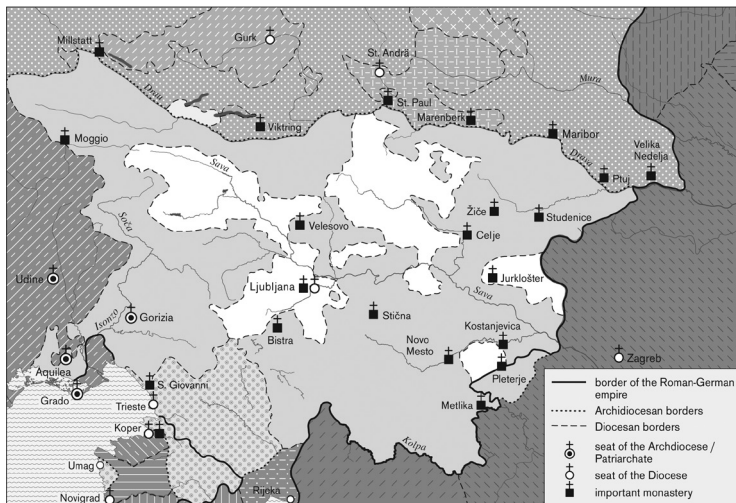 Millstatt
Gurk
St. Andrä
Mura
Drau
St. Paul
Marenberk
Viktring
Moggio
Maribor
Velika
Nedelja
Drava
Ptuj
Sava
Soča
Velesovo
Žiče
Studenice
Celje
Udine
Ljubljana
Jurklošter
Sava
Isonzo
Gorizia
Stična
Bistra
Kostanjevica
Novo
Mesto
Zagreb
Aquilea
Pleterje
Grado
S. Giovanni
Trieste
Metlika
Koper
Kolpa
Umag
Novigrad
Rijeka
border of the Roman-German
empire
Archidiocesan borders
Diocesan borders
seat of the Archdiocese /
Patriarchate
seat of the Diocese
important monastery